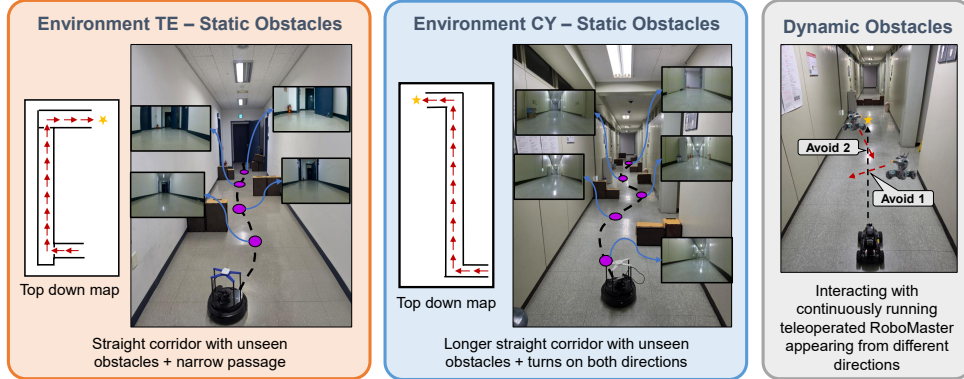 Environment TE – Static Obstacles
Top down map
Straight corridor with unseen
obstacles + narrow passage
Environment CY – Static Obstacles
Top down map
Longer straight corridor with unseen
obstacles + turns on both directions
Dynamic Obstacles
Avoid 2
Avoid 1
Interacting with
continuously running
teleoperated RoboMaster
appearing from different
directions